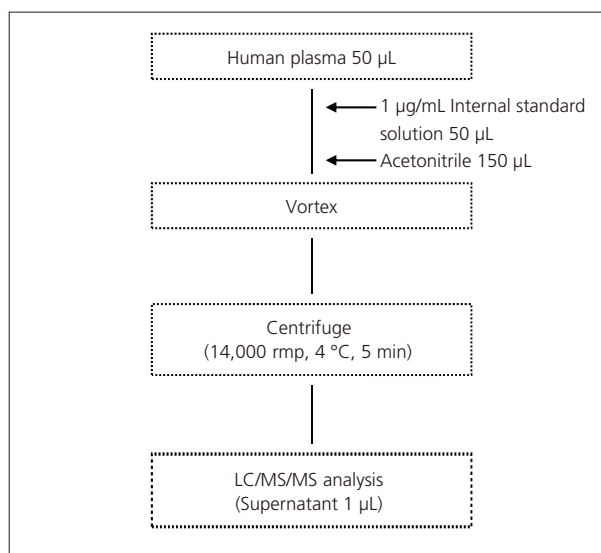 Human plasma 50 µL
1 µg/mL Internal standard
solution 50 µL
Acetonitrile 150 µL
Vortex
Centrifuge
(14,000 rmp, 4 °C, 5 min)
LC/MS/MS analysis
(Supernatant 1 µL)